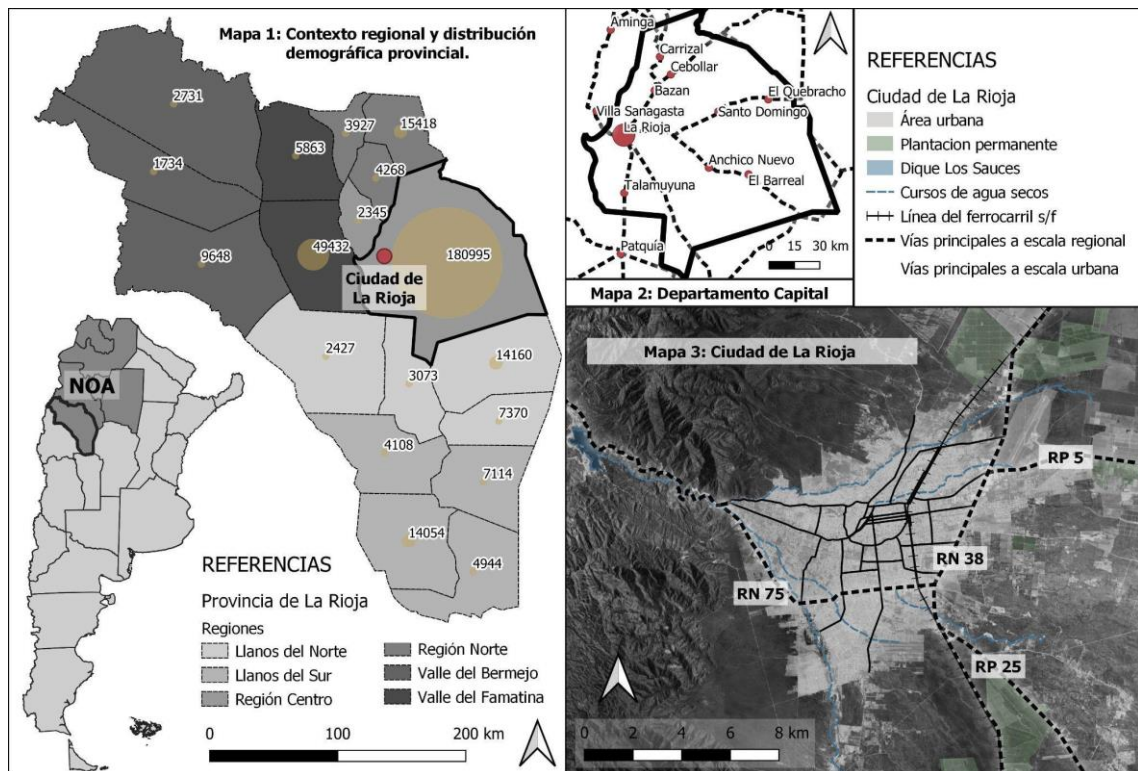 Mapa 1: Contexto regional y distribución
demográfica provincial.
2731
1734
5863
3927
15418
4268
2345
9648
49432
180995
Ciudad de
La Rioja
2427
3073
14160
7370
4108
7114
14054
4944
NOA
REFERENCIAS
Provincia de La Rioja
Regiones
Llanos del Norte
Llanos del Sur
Región Centro
Región Norte
Valle del Bermejo
Valle del Famatina
0 100 200 km
Aminga
Carrizal
Cebollar
Bazan
El Quebracho
Villa Sanagasta
Santo Domingo
La Rioja
Anchico Nuevo
El Barreal
Talamuyuna
Patquía
0 15 30 km
Mapa 2: Departamento Capital
REFERENCIAS
Ciudad de La Rioja
Área urbana
Plantacion permanente
Dique Los Sauces
Cursos de agua secos
Línea del ferrocarril s/f
Vías principales a escala regional
Vías principales a escala urbana
Mapa 3: Ciudad de La Rioja
RP 5
RN 38
RN 75
RP 25
0 2 4 6 8 km